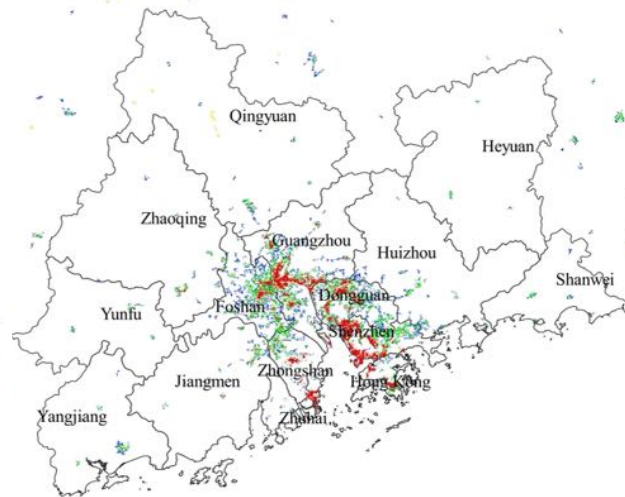 Qingyuan
Heyuan
Zhaoqing
Guangzhou
Huizhou
Shanwei
Dongguan
Foshan
Yunfu
Shenzhen
Zhongshan
Jiangmen
Hong Kong
Yangjiang
Zhuhai